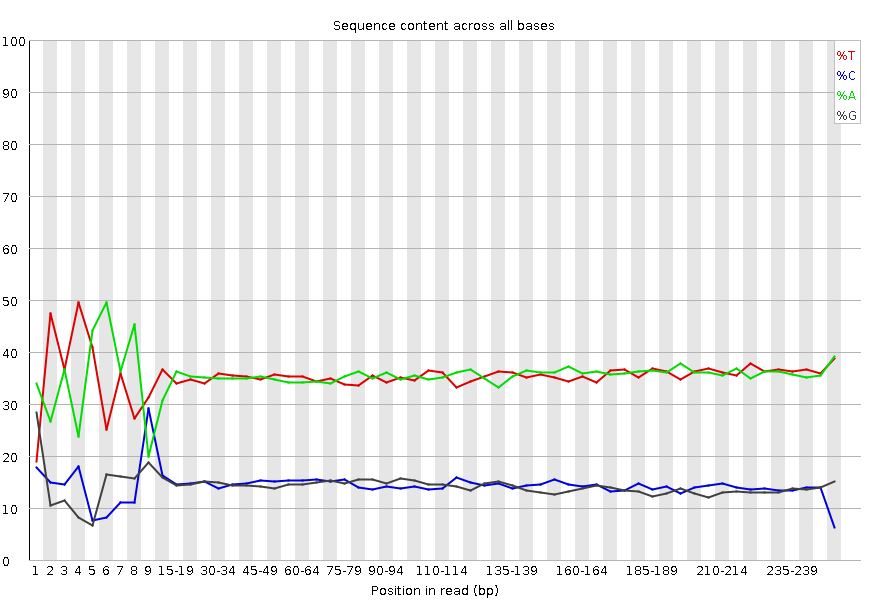 Sequence content across all bases
%T
%C
%A
%G
100
90
80
70
60
50
40
30
20
10
0
1 2 3 4 5 6 7 8 9 15-19 30-34 45-49 60-64 75-79 90-94 110-114 135-139 160-164 185-189 210-214 235-239
Position in read (bp)